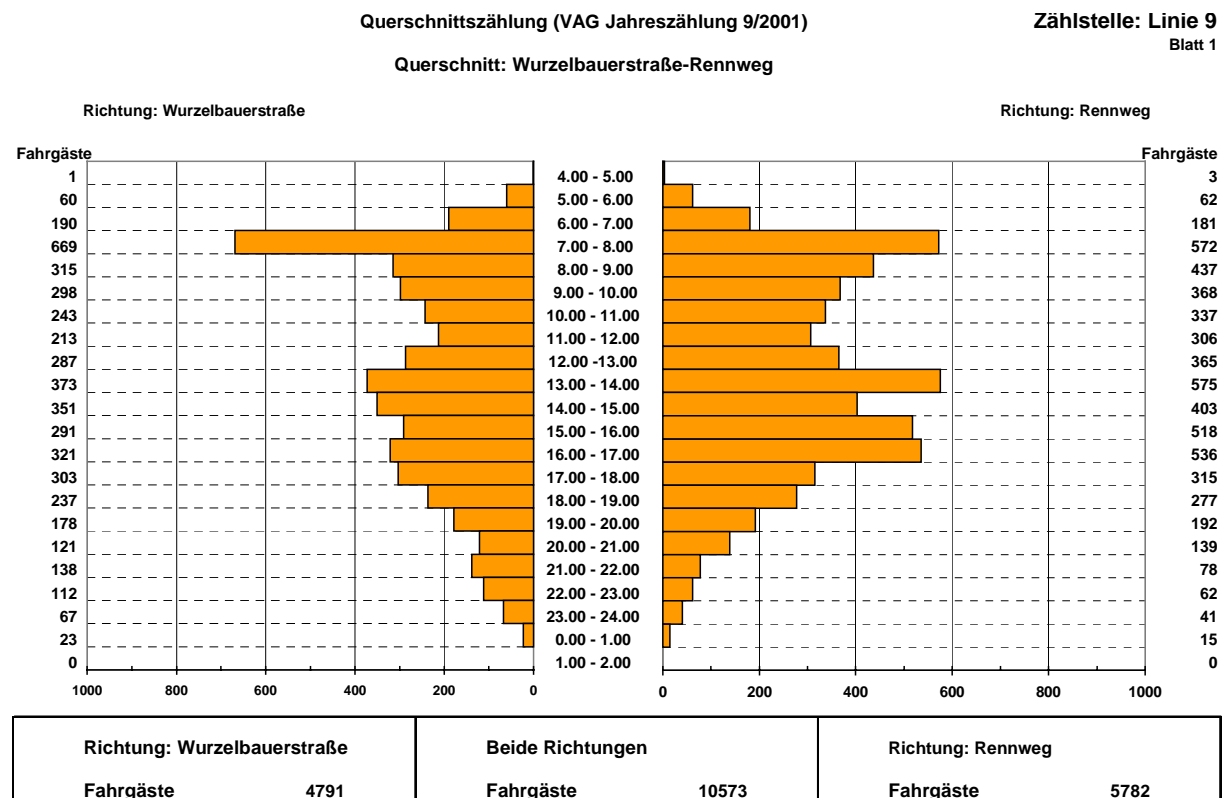 Querschnittszählung (VAG Jahreszählung 9/2001) Zählstelle: Linie 9
Blatt 1
Querschnitt: Wurzelbauerstraße-Rennweg
Richtung: Wurzelbauerstraße Richtung: Rennweg
Fahrgäste Fahrgäste
1 4.00 - 5.00 3
60 5.00 - 6.00 62
190 6.00 - 7.00 181
669 7.00 - 8.00 572
315 8.00 - 9.00 437
298 9.00 - 10.00 368
243 10.00 - 11.00 337
213 11.00 - 12.00 306
287 12.00 -13.00 365
373 13.00 - 14.00 575
351 14.00 - 15.00 403
291 15.00 - 16.00 518
321 16.00 - 17.00 536
303 17.00 - 18.00 315
237 18.00 - 19.00 277
178 19.00 - 20.00 192
121 20.00 - 21.00 139
138 21.00 - 22.00 78
112 22.00 - 23.00 62
67 23.00 - 24.00 41
23 0.00 - 1.00 15
0 1.00 - 2.00 0
1000 800 600 400 200 0 0 200 400 600 800 1000
Richtung: Wurzelbauerstraße Beide Richtungen Richtung: Rennweg
Fahrgäste 4791 Fahrgäste 10573 Fahrgäste 5782